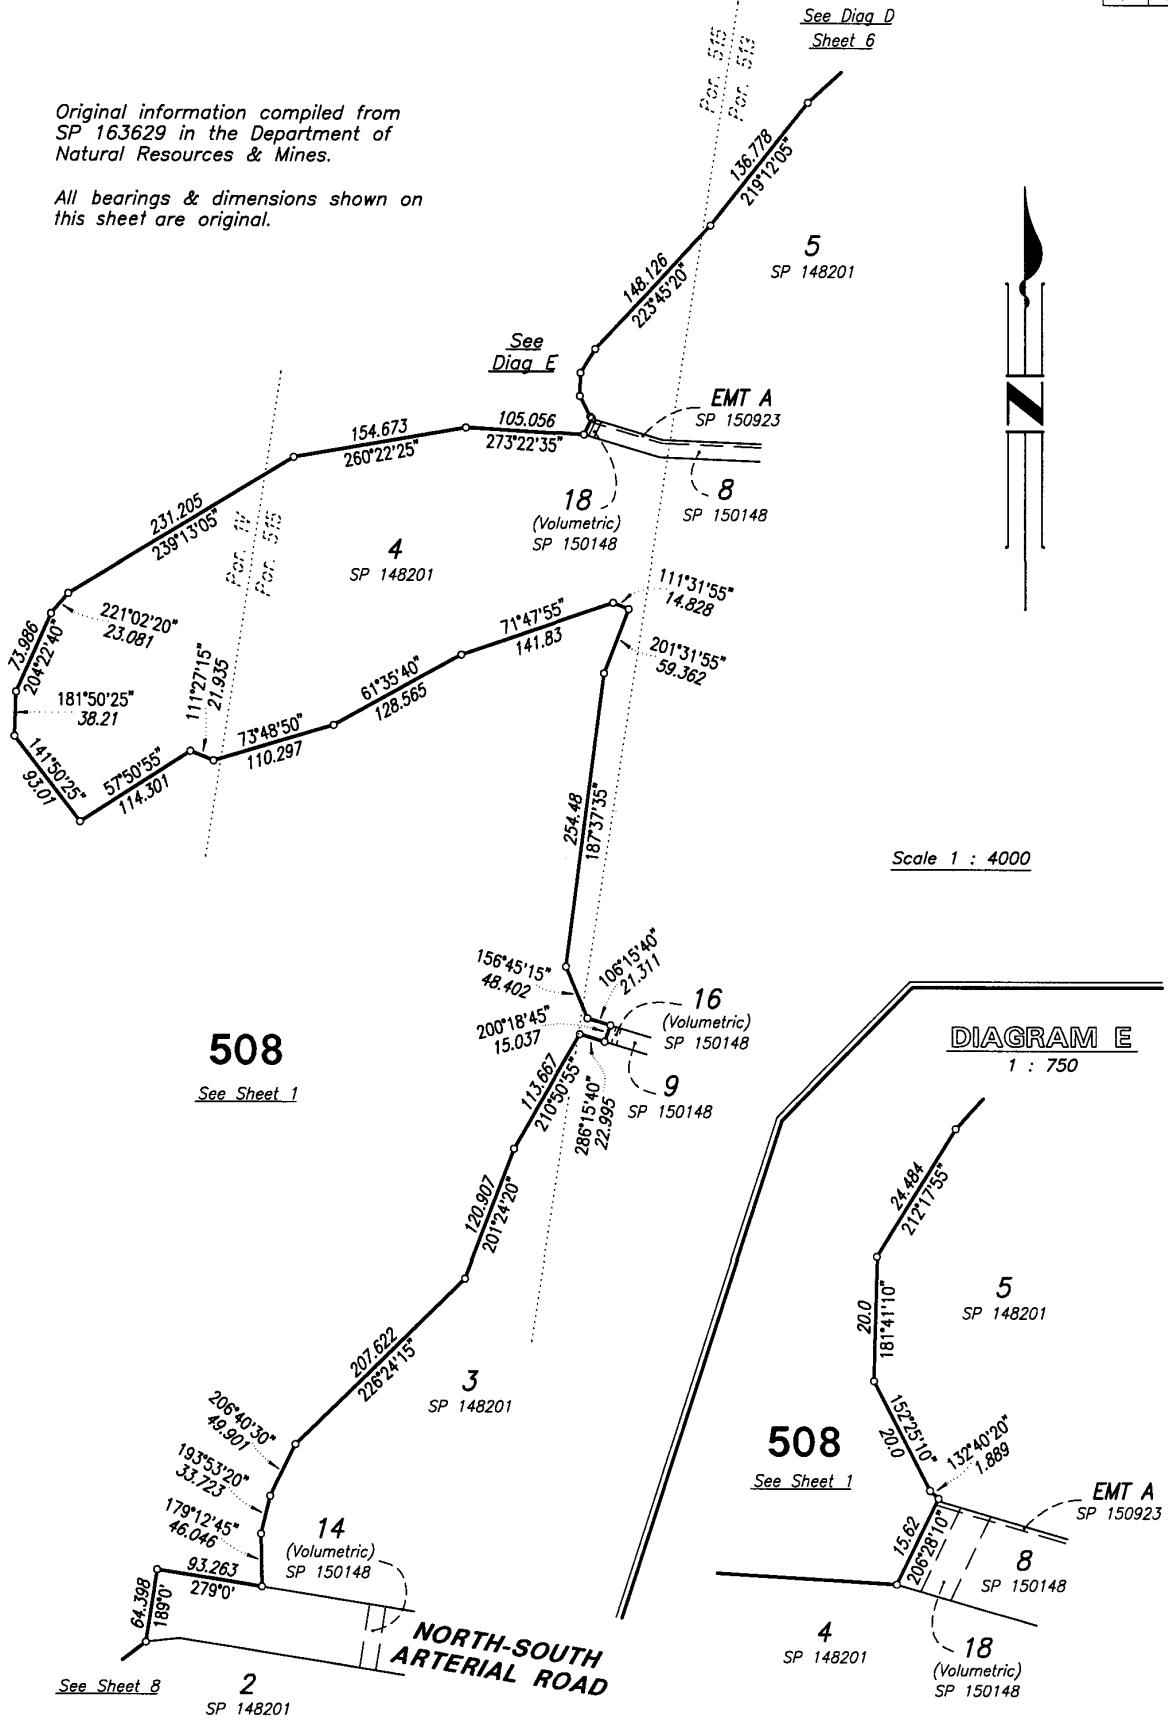 See Diag D
Sheet 6
Por. 515
Por. 513
Original information compiled from
SP 163629 in the Department of
Natural Resources & Mines.
All bearings & dimensions shown on
this sheet are original.
136.778
219°12'05"
5
SP 148201
148.126
223°45'20"
See
Diag E
EMT A
SP 150923
154.673
260°22'25"
105.056
273°22'35"
18
(Volumetric)
SP 150148
8
SP 150148
N
231.205
239°13'05"
Por. 1V
Por. 515
4
SP 148201
221°02'20"
23.081
73.986
204°22'40"
181°50'25"
38.21
141°50'25"
93.01
57°50'55"
114.301
111°27'15"
21.935
73°48'50"
110.297
61°35'40"
128.565
71°47'55"
141.83
111°31'55"
14.828
201°31'55"
59.362
254.48
187°37'35"
Scale 1 : 4000
156°45'15"
48.402
106°15'40"
21.311
200°18'45"
15.037
16
(Volumetric)
SP 150148
9
SP 150148
286°15'40"
22.995
113.667
210°50'55"
508
See Sheet 1
120.907
201°24'20"
207.622
226°24'15"
3
SP 148201
206°40'30"
49.901
193°53'20"
33.723
179°12'45"
46.046
14
(Volumetric)
SP 150148
93.263
279°0'
64.398
189°0'
NORTH-SOUTH
ARTERIAL ROAD
See Sheet 8
2
SP 148201
DIAGRAM E
1 : 750
24.484
212°17'55"
20.0
181°41'10"
5
SP 148201
152°25'10"
20.0
132°40'20"
1.889
508
See Sheet 1
EMT A
SP 150923
15.62
206°28'10"
8
SP 150148
4
SP 148201
18
(Volumetric)
SP 150148